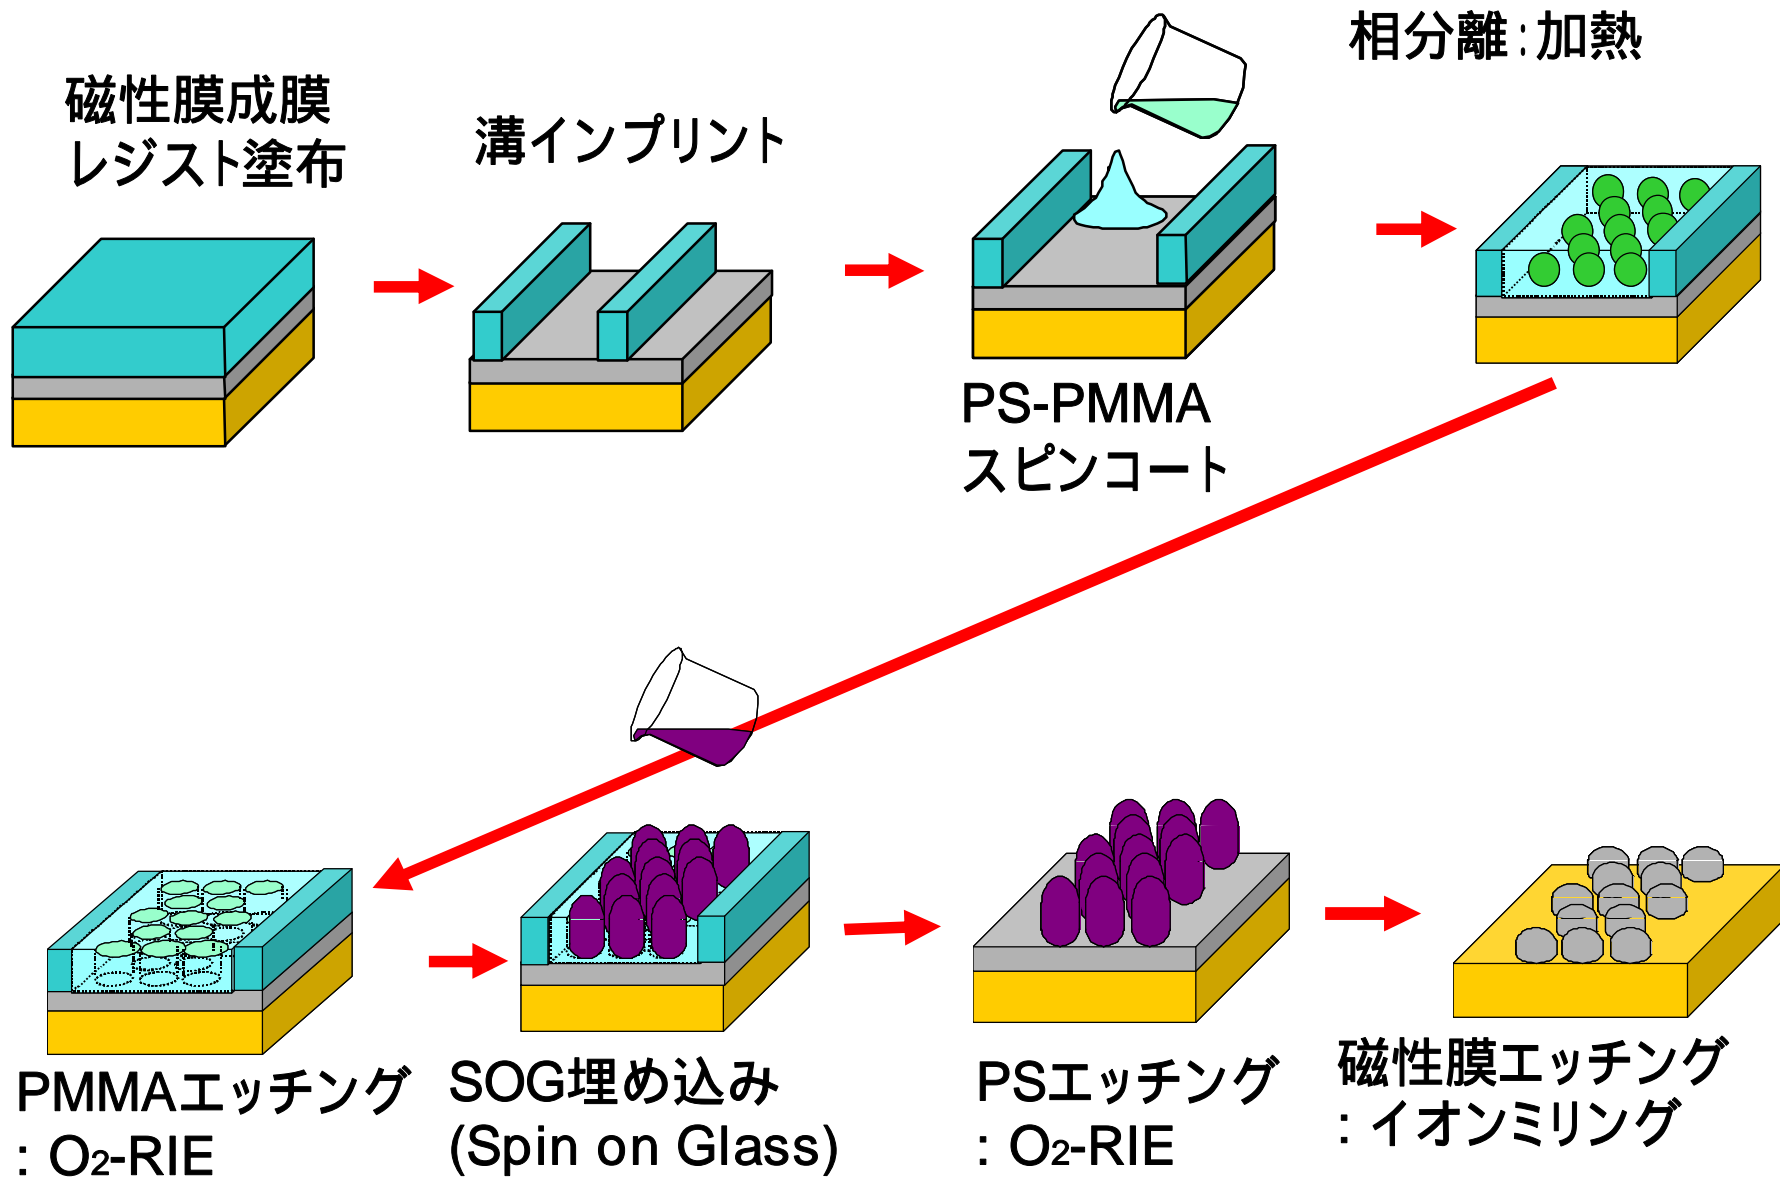 磁性膜成膜
レジスト塗布
溝インプリント
PS-PMMA
スピンコート
相分離:加熱
PMMAエッチング
: O₂-RIE
SOG埋め込み
(Spin on Glass)
PSエッチング
: O₂-RIE
磁性膜エッチング
: イオンミリング